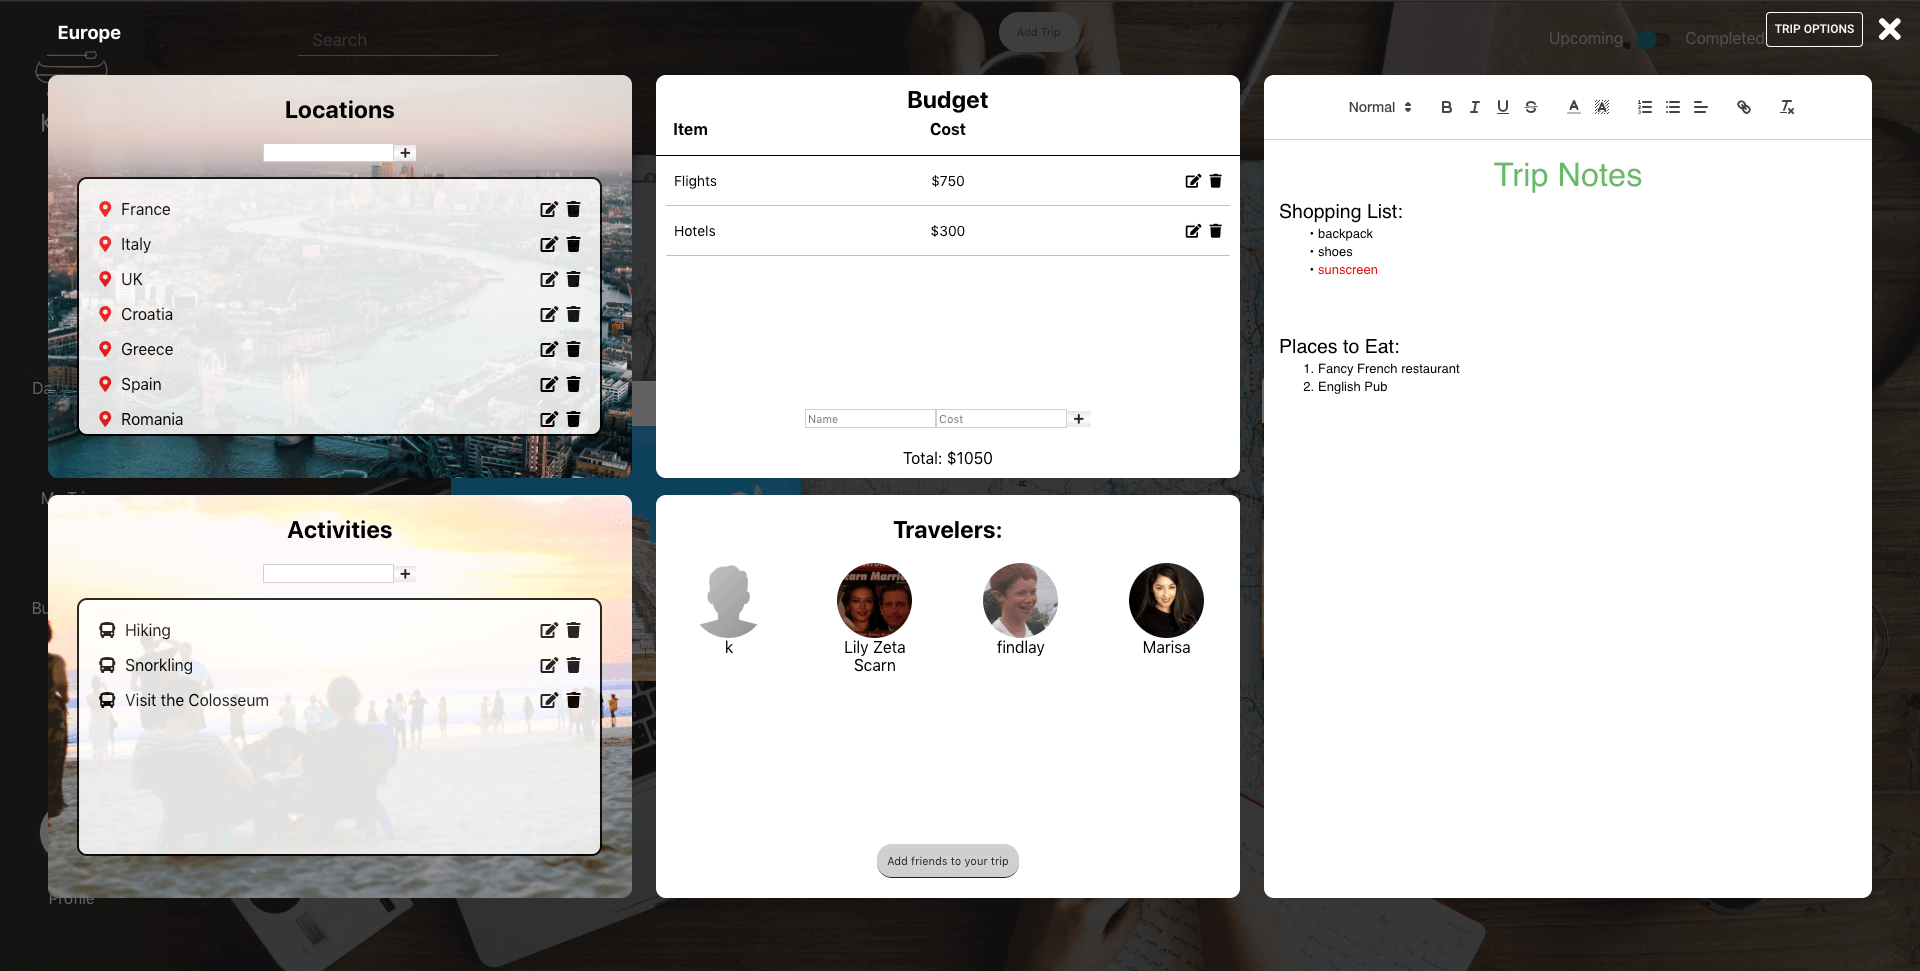 Europe
Search
Add Trip
Upcoming
Completed
TRIP OPTIONS
Locations
+
France
Italy
UK
Croatia
Greece
Spain
Romania
Budget
Item Cost
Flights $750
Hotels $300
Name Cost +
Total: $1050
Activities
+
Hiking
Snorkling
Visit the Colosseum
Travelers:
k
Lily Zeta
Scarn
findlay
Marisa
Add friends to your trip
Normal B I U S A A
Trip Notes
Shopping List:
• backpack
• shoes
• sunscreen
Places to Eat:
1. Fancy French restaurant
2. English Pub
Profile